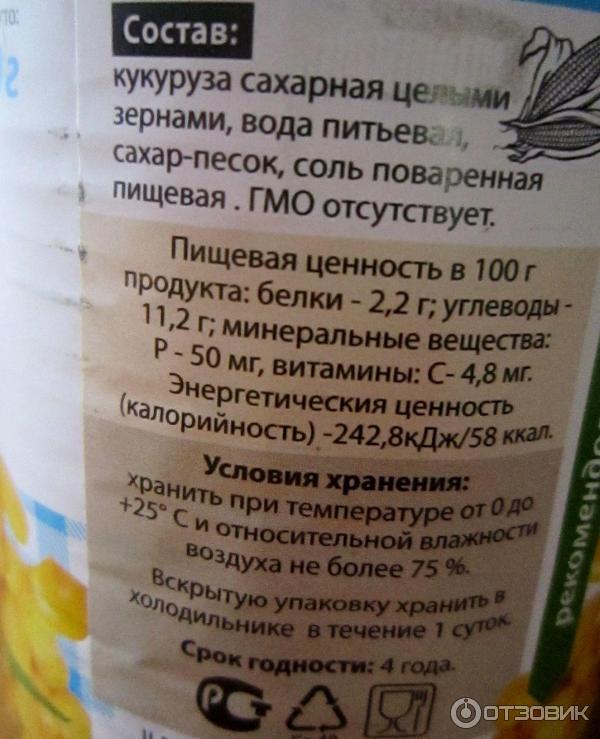 Состав:
кукуруза сахарная целыми
зернами, вода питьевая,
сахар-песок, соль поваренная
пищевая . ГМО отсутствует.
Пищевая ценность в 100 г
продукта: белки - 2,2 г; углеводы -
11,2 г; минеральные вещества:
Р - 50 мг, витамины: С- 4,8 мг.
Энергетическия ценность
(калорийность) -242,8кДж/58 ккал.
Условия хранения:
хранить при температуре от 0 до
+25° С и относительной влажности
воздуха не более 75 %.
Вскрытую упаковку хранить в
холодильнике в течение 1 суток.
Срок годности: 4 года.
РСТ
ОТЗОВИК